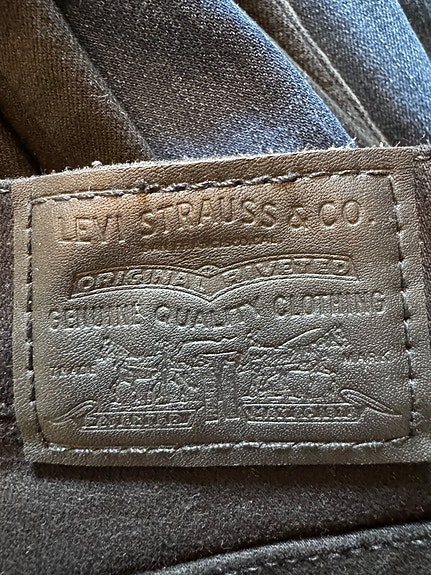 LEVI STRAUSS & CO.
ORIGINAL RIVETED
GENUINE QUALITY CLOTHING
TRADE MARK